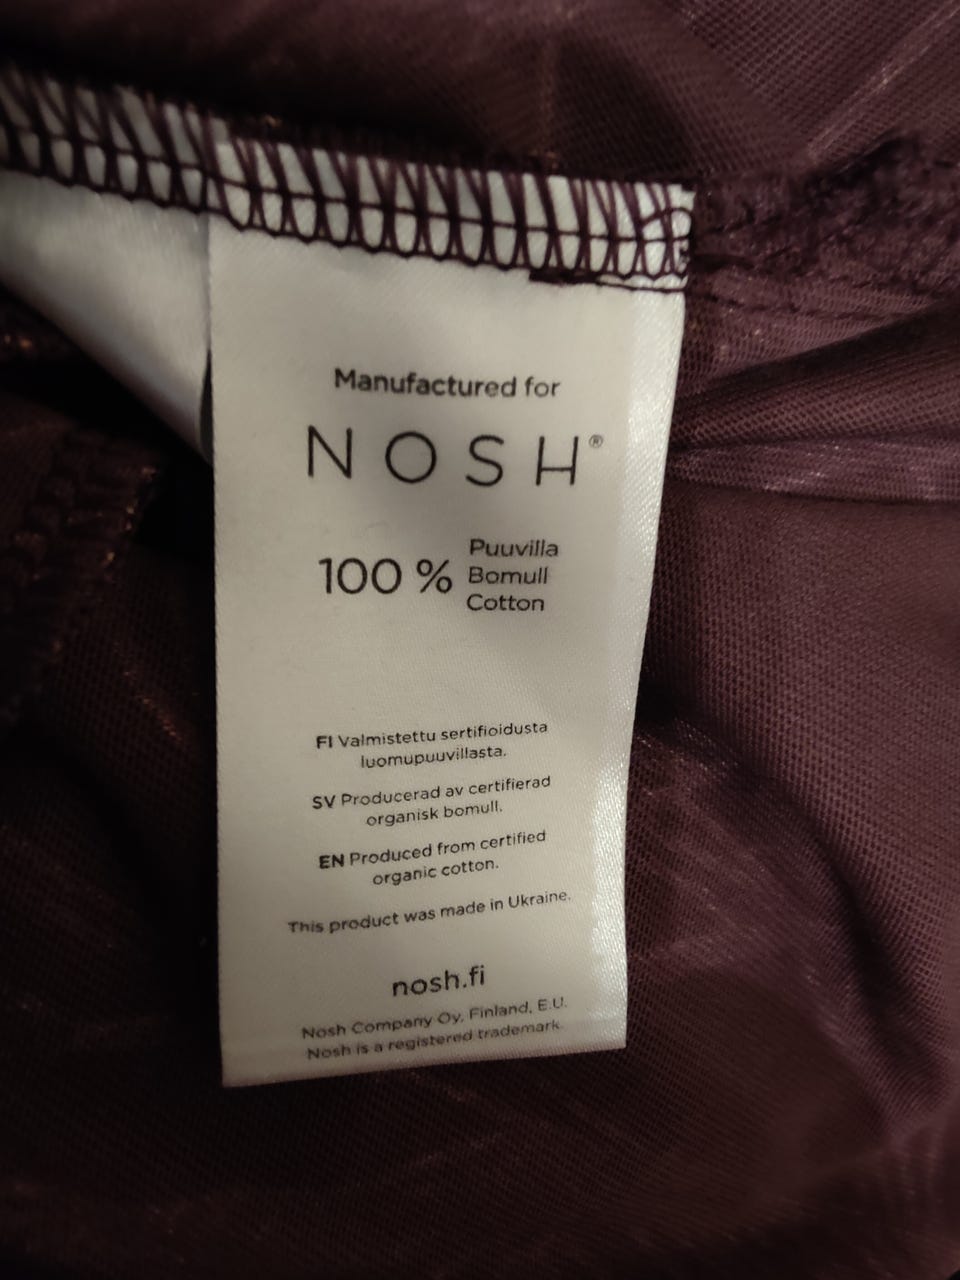 Manufactured for
NOSH®
100 % Puuvilla
Bomull
Cotton
FI Valmistettu sertifioidusta
luomupuuvillasta.
SV Producerad av certifierad
organisk bomull.
EN Produced from certified
organic cotton.
This product was made in Ukraine.
nosh.fi
Nosh Company Oy, Finland, E.U.
Nosh is a registered trademark